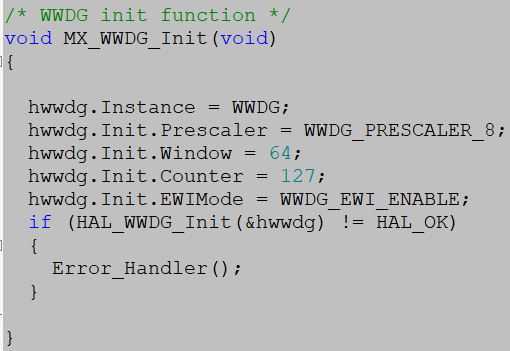 /* WWDG init function */
void MX_WWDG_Init(void)
{
hwwdg.Instance = WWDG;
hwwdg.Init.Prescaler = WWDG_PRESCALER_8;
hwwdg.Init.Window = 64;
hwwdg.Init.Counter = 127;
hwwdg.Init.EWIMode = WWDG_EWI_ENABLE;
if (HAL_WWDG_Init(&hwwdg) != HAL_OK)
{
Error_Handler();
}
}